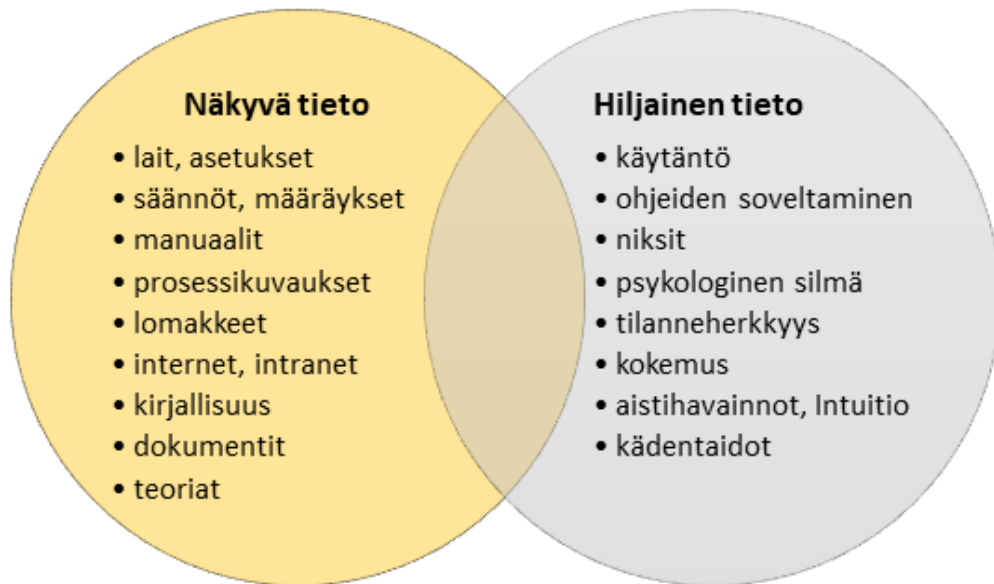 Näkyvä tieto
• lait, asetukset
• säännöt, määräykset
• manuaalit
• prosessikuvaukset
• lomakkeet
• internet, intranet
• kirjallisuus
• dokumentit
• teoriat
Hiljainen tieto
• käytäntö
• ohjeiden soveltaminen
• niksit
• psykologinen silmä
• tilanneherkkyys
• kokemus
• aistihavainnot, Intuitio
• kädentaidot